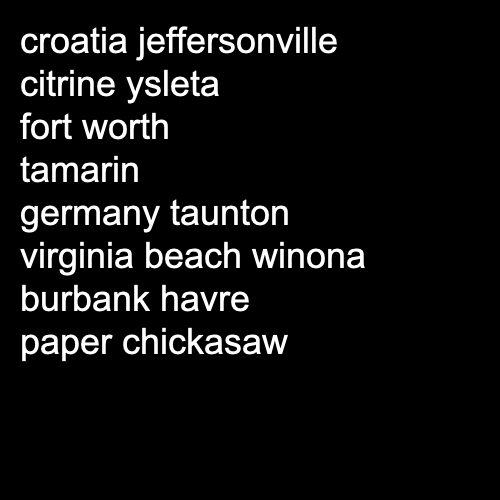 croatia jeffersonville
citrine ysleta
fort worth
tamarin
germany taunton
virginia beach winona
burbank havre
paper chickasaw